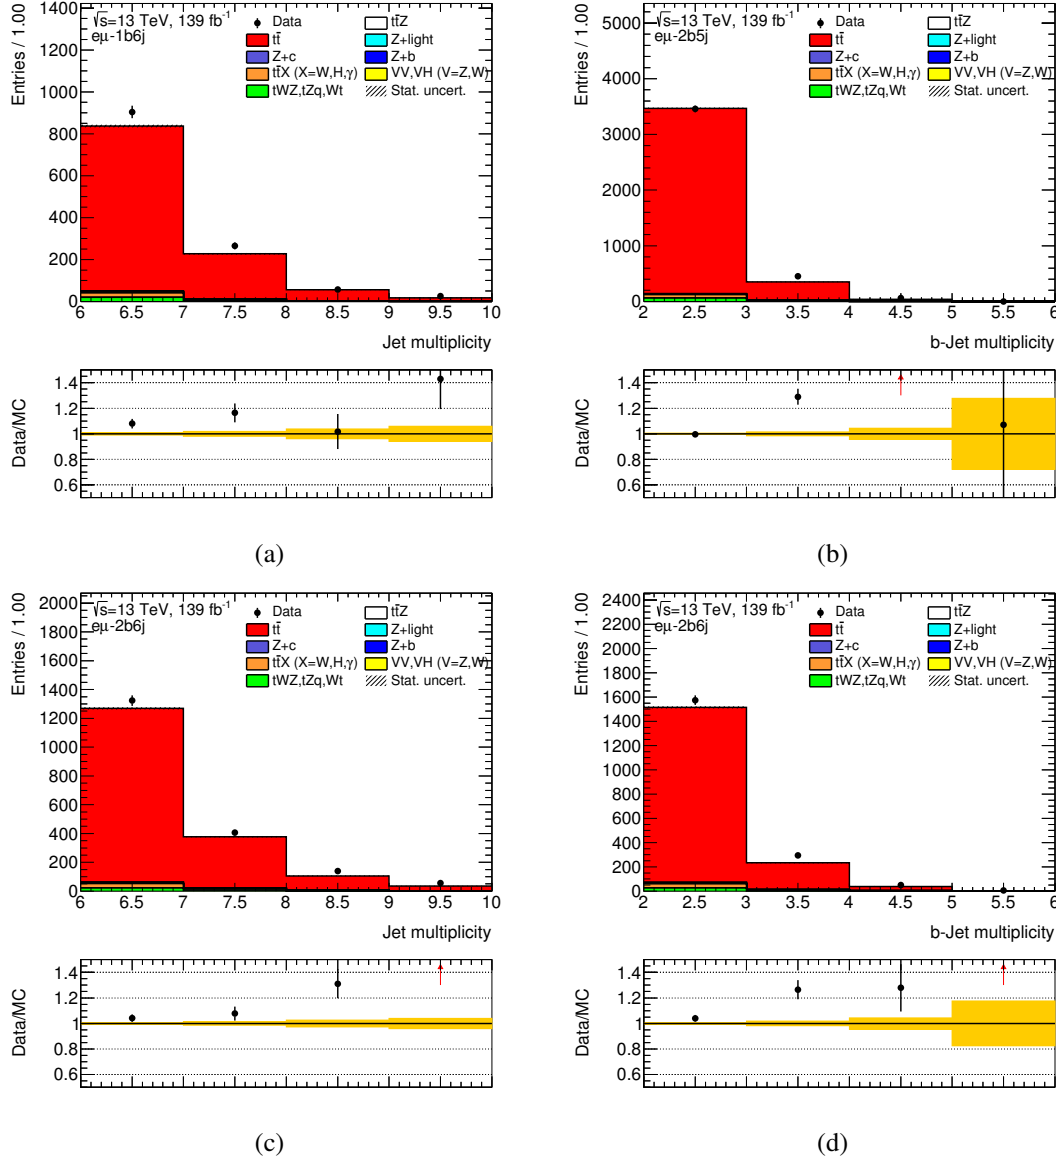 Entries / 1.00
1400
1200
1000
800
600
400
200
0
√s=13 TeV, 139 fb⁻¹
eμ-1b6j
Data
tt̄
Z+c
tt̄X (X=W,H,γ)
tWZ,tZq,Wt
tt̄Z
Z+light
Z+b
VV,VH (V=Z,W)
Stat. uncert.
6 6.5 7 7.5 8 8.5 9 9.5 10
Jet multiplicity
Data/MC
1.4
1.2
1
0.8
0.6
(a)
Entries / 1.00
5000
4000
3000
2000
1000
0
√s=13 TeV, 139 fb⁻¹
eμ-2b5j
Data
tt̄
Z+c
tt̄X (X=W,H,γ)
tWZ,tZq,Wt
tt̄Z
Z+light
Z+b
VV,VH (V=Z,W)
Stat. uncert.
2 2.5 3 3.5 4 4.5 5 5.5 6
b-Jet multiplicity
Data/MC
1.4
1.2
1
0.8
0.6
(b)
Entries / 1.00
2000
1800
1600
1400
1200
1000
800
600
400
200
0
√s=13 TeV, 139 fb⁻¹
eμ-2b6j
Data
tt̄
Z+c
tt̄X (X=W,H,γ)
tWZ,tZq,Wt
tt̄Z
Z+light
Z+b
VV,VH (V=Z,W)
Stat. uncert.
6 6.5 7 7.5 8 8.5 9 9.5 10
Jet multiplicity
Data/MC
1.4
1.2
1
0.8
0.6
(c)
Entries / 1.00
2400
2200
2000
1800
1600
1400
1200
1000
800
600
400
200
0
√s=13 TeV, 139 fb⁻¹
eμ-2b6j
Data
tt̄
Z+c
tt̄X (X=W,H,γ)
tWZ,tZq,Wt
tt̄Z
Z+light
Z+b
VV,VH (V=Z,W)
Stat. uncert.
2 2.5 3 3.5 4 4.5 5 5.5 6
b-Jet multiplicity
Data/MC
1.4
1.2
1
0.8
0.6
(d)